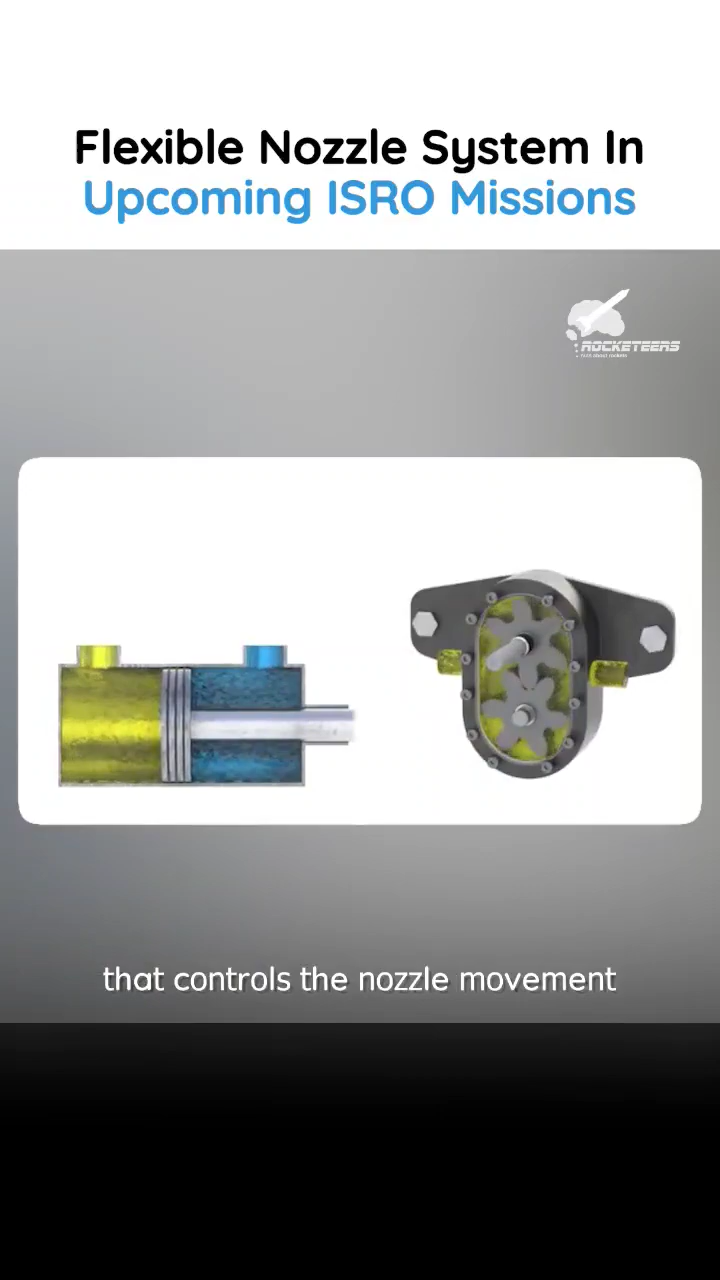 Flexible Nozzle System In
Upcoming ISRO Missions
ROCKETEERS
that controls the nozzle movement